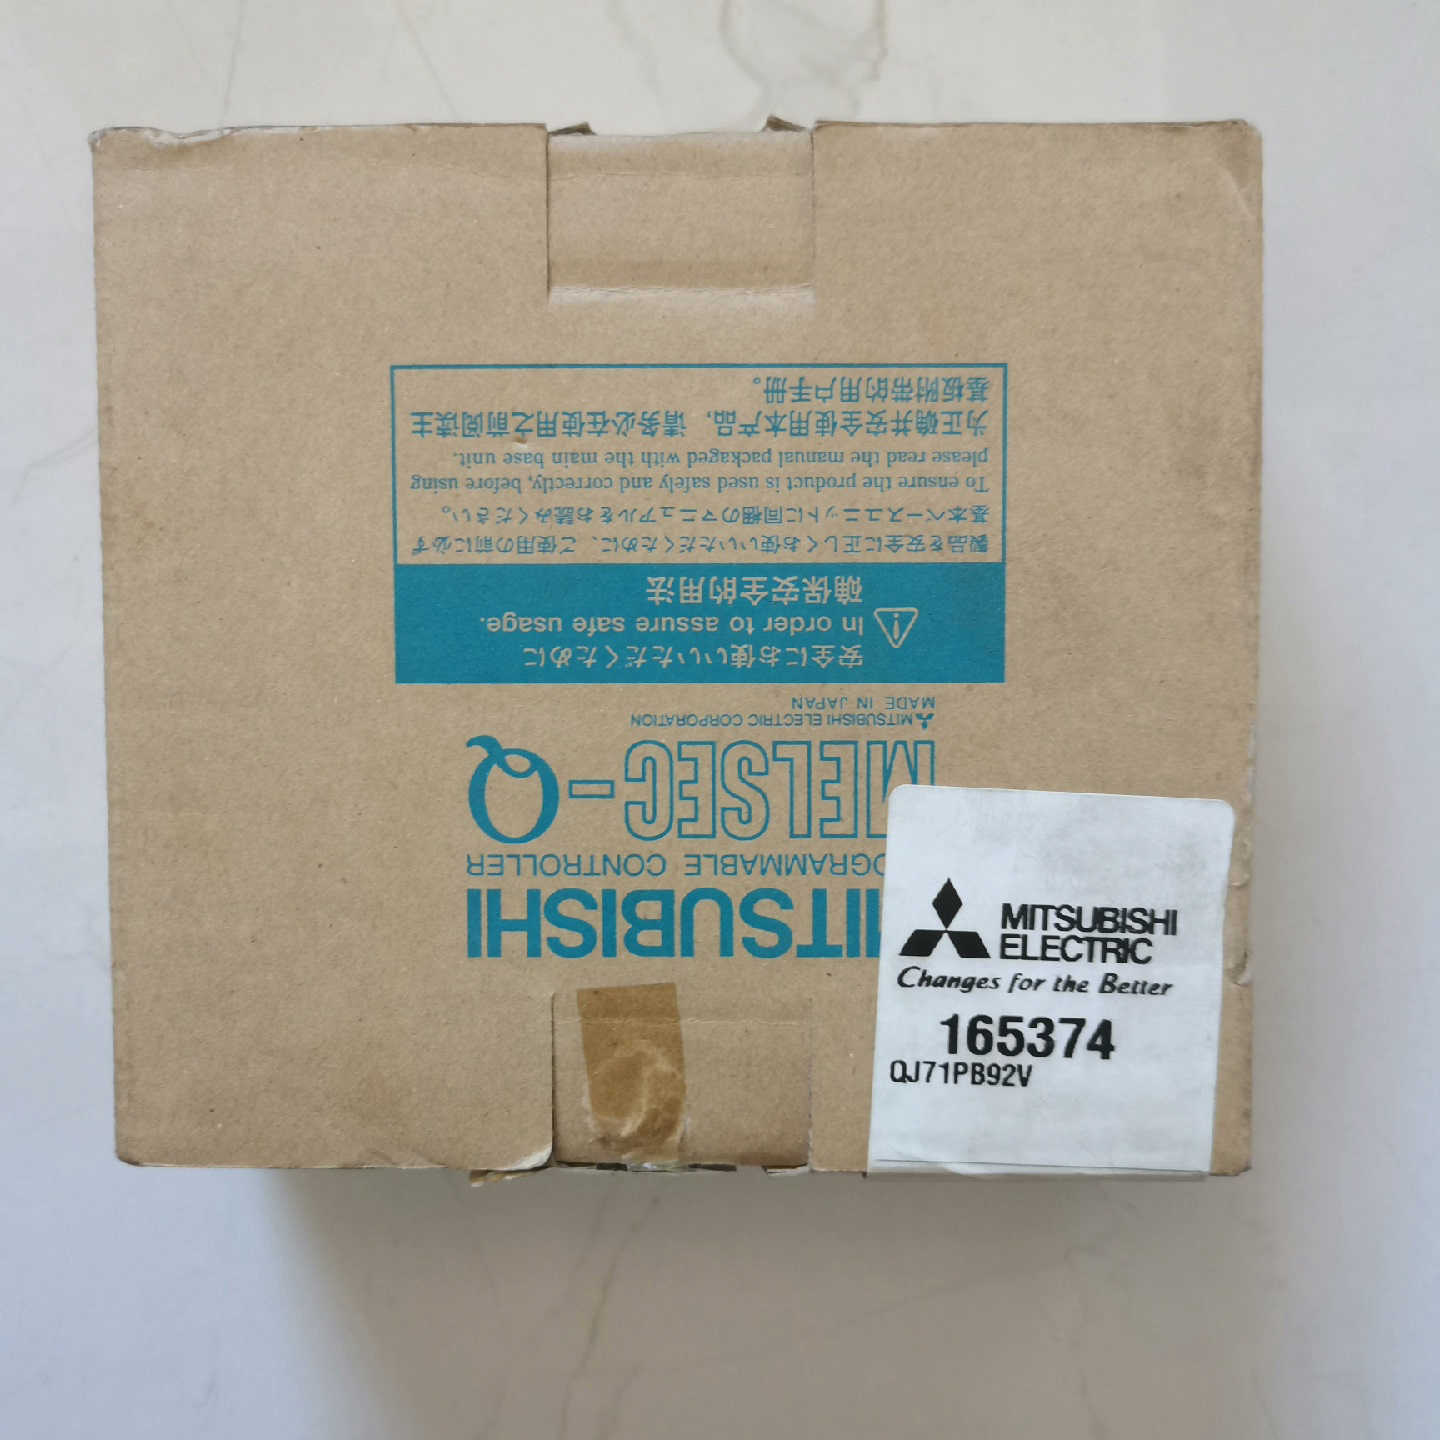 MITSUBISHI
OGRAMMABLE CONTROLLER
MELSEC-Q
MITSUBISHI ELECTRIC CORPORATION
MADE IN JAPAN
安全にお使いいただくために
In order to assure safe usage.
确保安全的用法
製品を安全に正しくお使いいただくために、ご使用の前に必ず
基本ベースユニットに同梱のマニュアルをお読みください。
To ensure the product is used safely and correctly, before using
please read the manual packaged with the main base unit.
为正确并安全使用本产品，请务必在使用之前阅读主
基板附带的用户手册。
MITSUBISHI
ELECTRIC
Changes for the Better
165374
QJ71PB92V